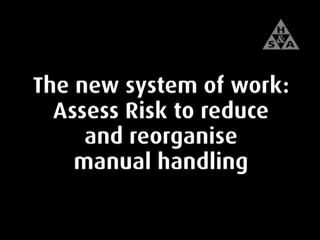 H
&
S A
The new system of work:
Assess Risk to reduce
and reorganise
manual handling